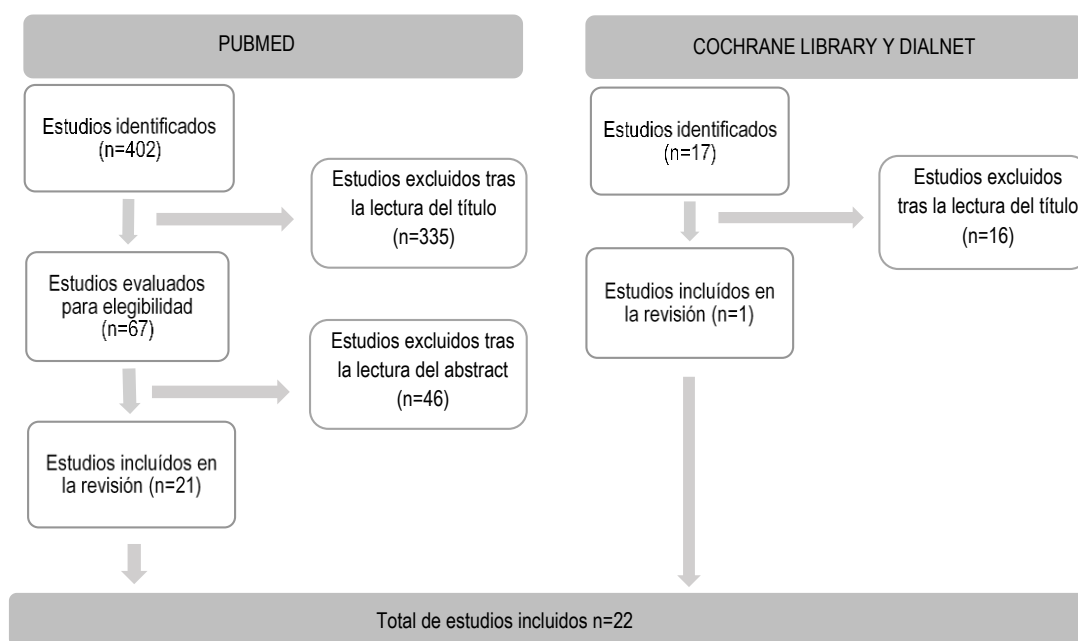 PUBMED
Estudios identificados
(n=402)
Estudios excluidos tras
la lectura del título
(n=335)
Estudios evaluados
para elegibilidad
(n=67)
Estudios excluidos tras
la lectura del abstract
(n=46)
Estudios incluídos en
la revisión (n=21)
COCHRANE LIBRARY Y DIALNET
Estudios identificados
(n=17)
Estudios excluidos
tras la lectura del título
(n=16)
Estudios incluídos en
la revisión (n=1)
Total de estudios incluidos n=22